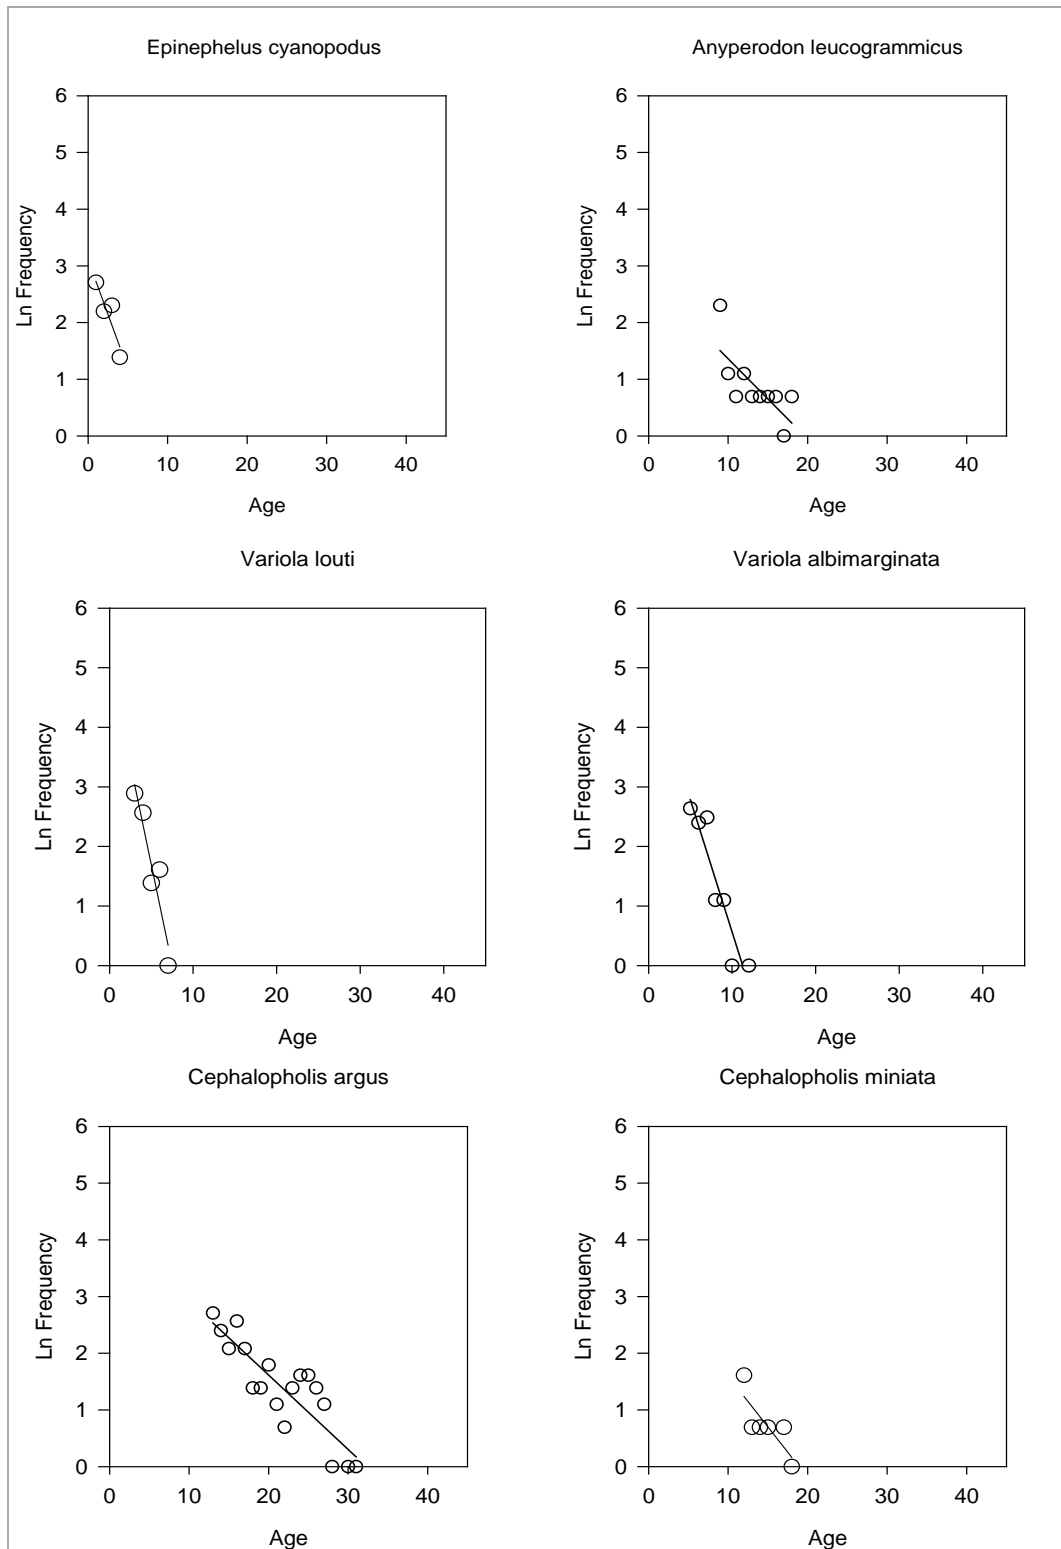 Epinephelus cyanopodus
Anyperodon leucogrammicus
6
5
4
3
2
1
0
Ln Frequency
0 10 20 30 40
Age
6
5
4
3
2
1
0
Ln Frequency
0 10 20 30 40
Age
Variola louti
Variola albimarginata
6
5
4
3
2
1
0
Ln Frequency
0 10 20 30 40
Age
6
5
4
3
2
1
0
Ln Frequency
0 10 20 30 40
Age
Cephalopholis argus
Cephalopholis miniata
6
5
4
3
2
1
0
Ln Frequency
0 10 20 30 40
Age
6
5
4
3
2
1
0
Ln Frequency
0 10 20 30 40
Age